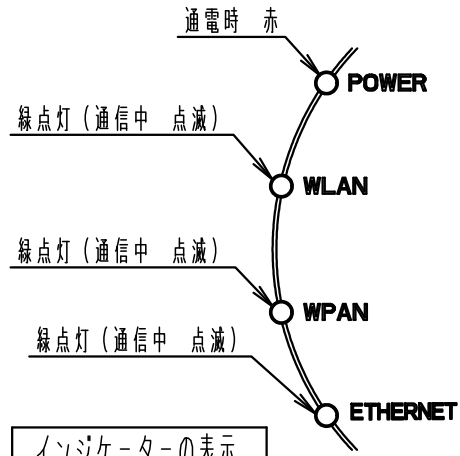 通電時 赤
POWER
緑点灯(通信中 点滅)
WLAN
緑点灯(通信中 点滅)
WPAN
緑点灯(通信中 点滅)
ETHERNET
インジケーターの表示